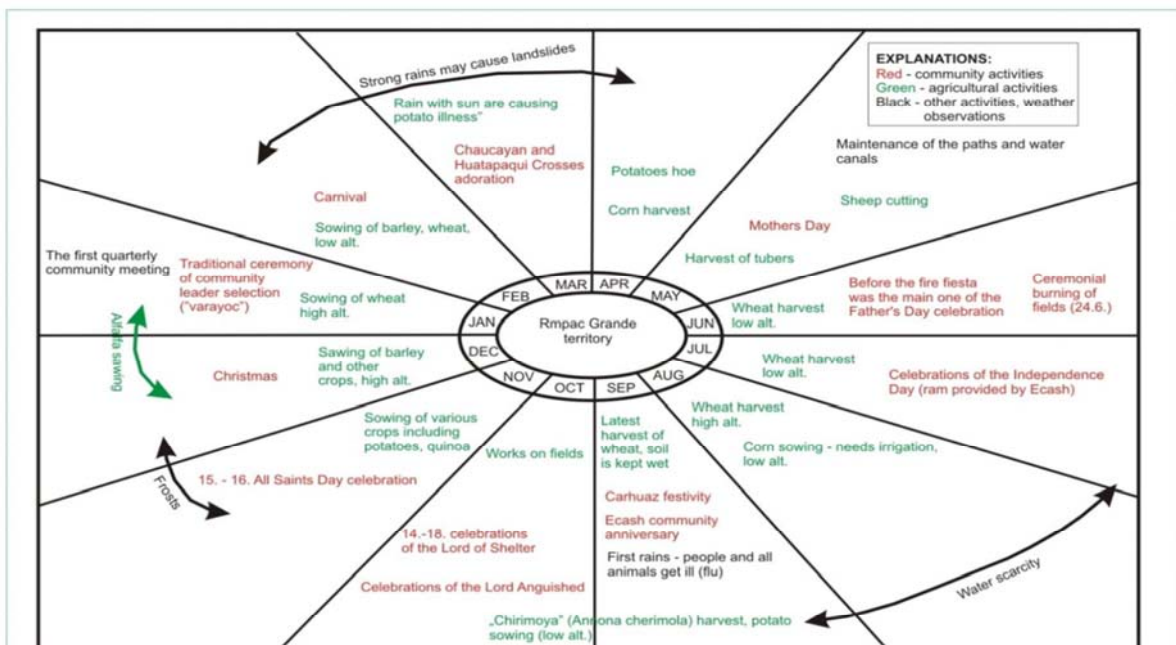 Strong rains may cause landslides
Rain with sun are causing
potato illness"
Chaucayan and
Huatapaqui Crosses
adoration
Carnival
Sowing of barley, wheat,
low alt.
The first quarterly
community meeting
Traditional ceremony
of community
leader selection
("varayoc")
Sowing of wheat
high alt.
Alfalfa sawing
Christmas
Sawing of barley
and other
crops, high alt.
Frosts
Sowing of various
crops including
potatoes, quinoa
15. - 16. All Saints Day celebration
Works on fields
14.-18. celebrations
of the Lord of Shelter
Celebrations of the Lord Anguished
Latest
harvest of
wheat, soil
is kept wet
Carhuaz festivity
Ecash community
anniversary
First rains - people and all
animals get ill (flu)
„Chirimoya" (Annona cherimola) harvest, potato
sowing (low alt.)
Wheat harvest
high alt.
Corn sowing - needs irrigation,
low alt.
Water scarcity
Wheat harvest
low alt.
Celebrations of the Independence
Day (ram provided by Ecash)
Wheat harvest
low alt.
Before the fire fiesta
was the main one of the
Father's Day celebration
Ceremonial
burning of
fields (24.6.)
Harvest of tubers
Mothers Day
Sheep cutting
Maintenance of the paths and water
canals
Potatoes hoe
Corn harvest
EXPLANATIONS:
Red - community activities
Green - agricultural activities
Black - other activities, weather
observations
JAN
FEB
MAR
APR
MAY
JUN
JUL
AUG
SEP
OCT
NOV
DEC
Rmpac Grande
territory